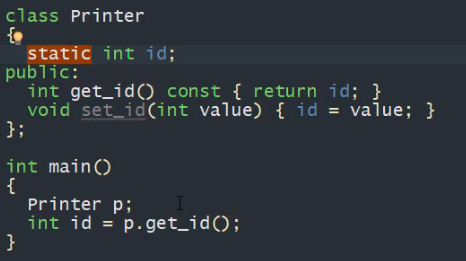 class Printer
{
  static int id;
public:
  int get_id() const { return id; }
  void set_id(int value) { id = value; }
};

int main()
{
  Printer p;
  int id = p.get_id();
}